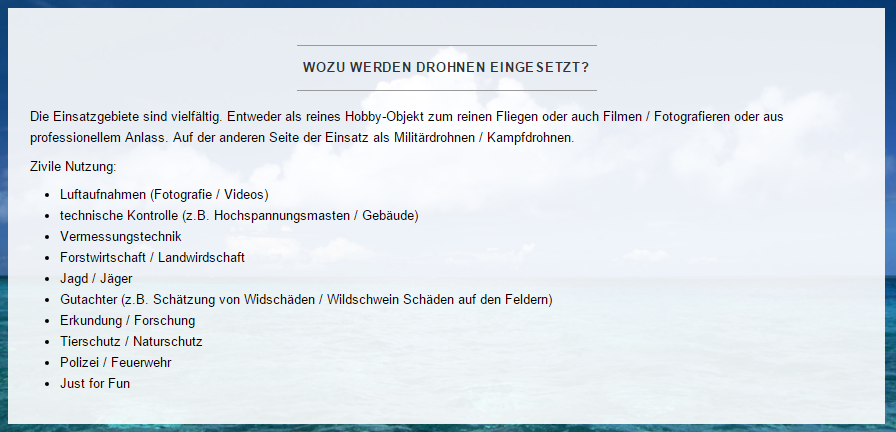 WOZU WERDEN DROHNEN EINGESETZT?
Die Einsatzgebiete sind vielfältig. Entweder als reines Hobby-Objekt zum reinen Fliegen oder auch Filmen / Fotografieren oder aus
professionellem Anlass. Auf der anderen Seite der Einsatz als Militärdrohnen / Kampfdrohnen.
Zivile Nutzung:
• Luftaufnahmen (Fotografie / Videos)
• technische Kontrolle (z.B. Hochspannungsmasten / Gebäude)
• Vermessungstechnik
• Forstwirtschaft / Landwirdschaft
• Jagd / Jäger
• Gutachter (z.B. Schätzung von Widschäden / Wildschwein Schäden auf den Feldern)
• Erkundung / Forschung
• Tierschutz / Naturschutz
• Polizei / Feuerwehr
• Just for Fun